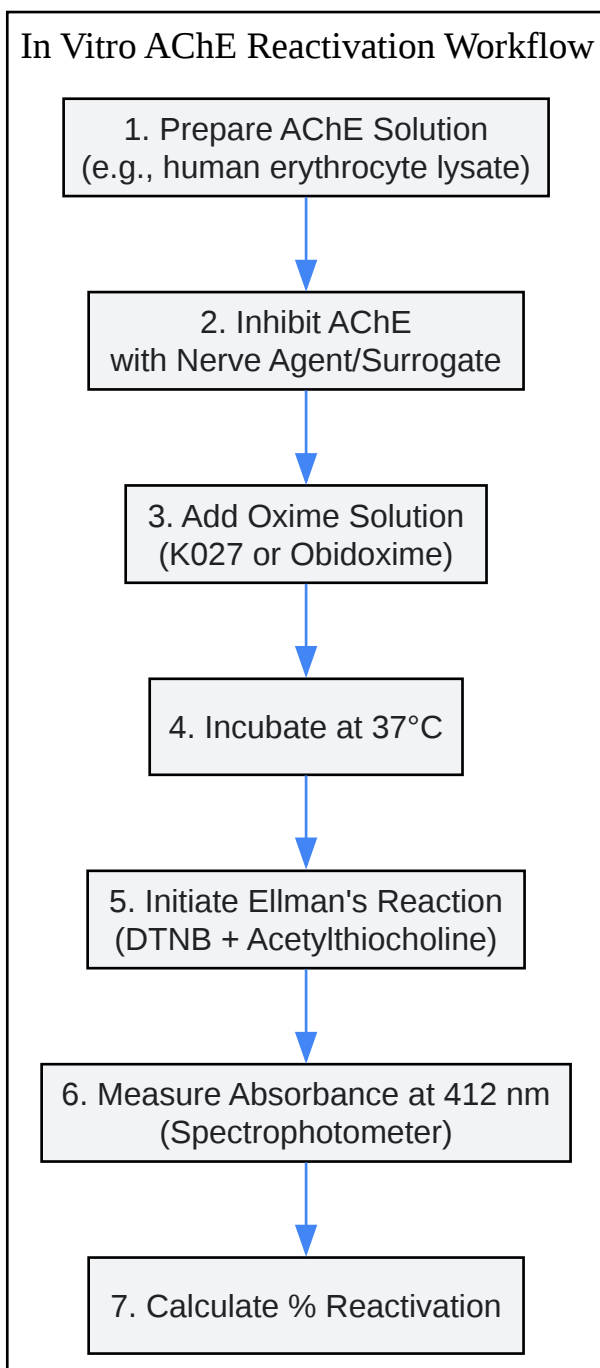 In Vitro AChE Reactivation Workflow
1. Prepare AChE Solution
(e.g., human erythrocyte lysate)
2. Inhibit AChE
with Nerve Agent/Surrogate
3. Add Oxime Solution
(K027 or Obidoxime)
4. Incubate at 37°C
5. Initiate Ellman's Reaction
(DTNB + Acetylthiocholine)
6. Measure Absorbance at 412 nm
(Spectrophotometer)
7. Calculate % Reactivation